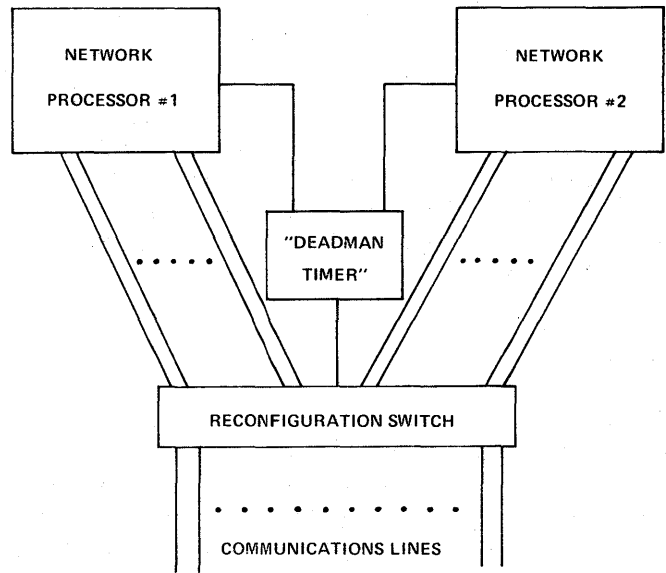 NETWORK
PROCESSOR #1
NETWORK
PROCESSOR #2
"DEADMAN
TIMER"
RECONFIGURATION SWITCH
COMMUNICATIONS LINES